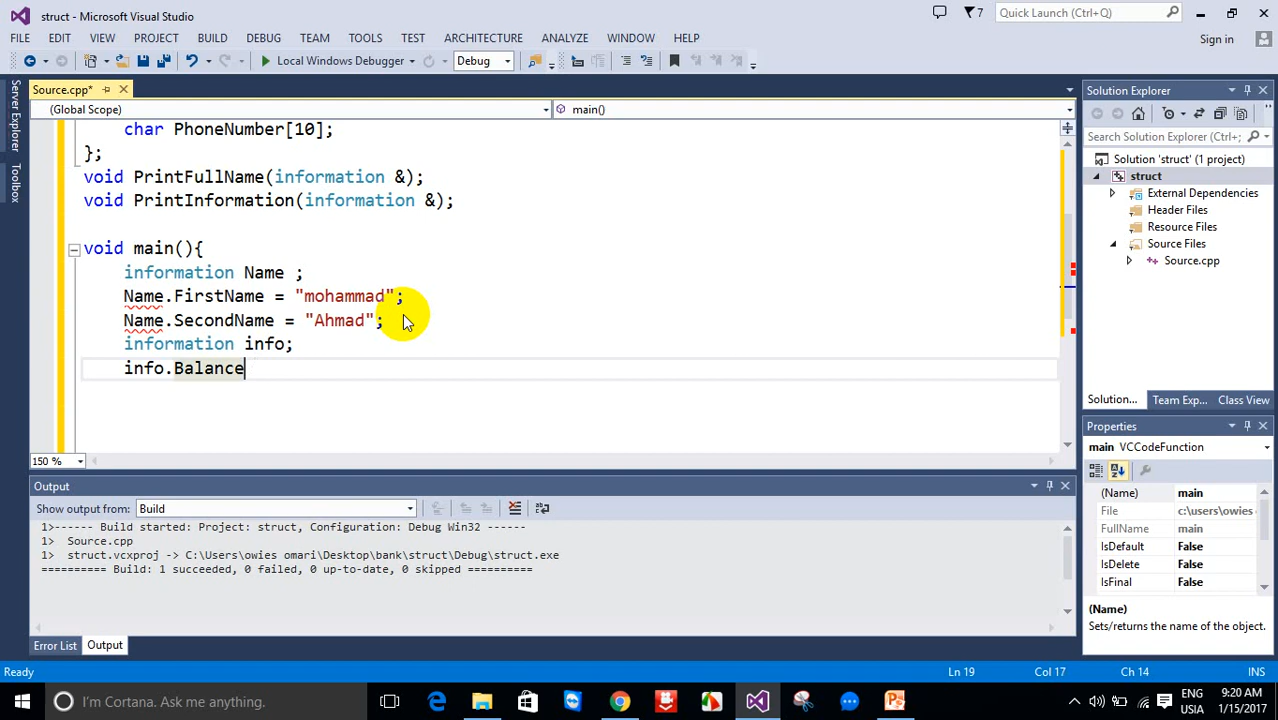 struct - Microsoft Visual Studio
7
Quick Launch (Ctrl+Q)
FILE EDIT VIEW PROJECT BUILD DEBUG TEAM TOOLS TEST ARCHITECTURE ANALYZE WINDOW HELP
Sign in
Local Windows Debugger
Debug
Server Explorer
Toolbox
Source.cpp*
(Global Scope)
main()
char PhoneNumber[10];
};
void PrintFullName(information &);
void PrintInformation(information &);
void main(){
information Name ;
Name.FirstName = "mohammad";
Name.SecondName = "Ahmad";
information info;
info.Balance
150 %
Solution Explorer
Search Solution Explorer (Ctrl+;
Solution 'struct' (1 project)
struct
External Dependencies
Header Files
Resource Files
Source Files
Source.cpp
Solution... Team Exp... Class View
Properties
main VCCodeFunction
(Name) main
File c:\users\owies
FullName main
IsDefault False
IsDelete False
IsFinal False
(Name)
Sets/returns the name of the object.
Output
Show output from: Build
1>------ Build started: Project: struct, Configuration: Debug Win32 ------
1> Source.cpp
1> struct.vcxproj -> C:\Users\owies omari\Desktop\bank\struct\Debug\struct.exe
========== Build: 1 succeeded, 0 failed, 0 up-to-date, 0 skipped ==========
Error List Output
Ready
Ln 19 Col 17 Ch 14 INS
I'm Cortana. Ask me anything.
ENG
USIA
9:20 AM
1/15/2017